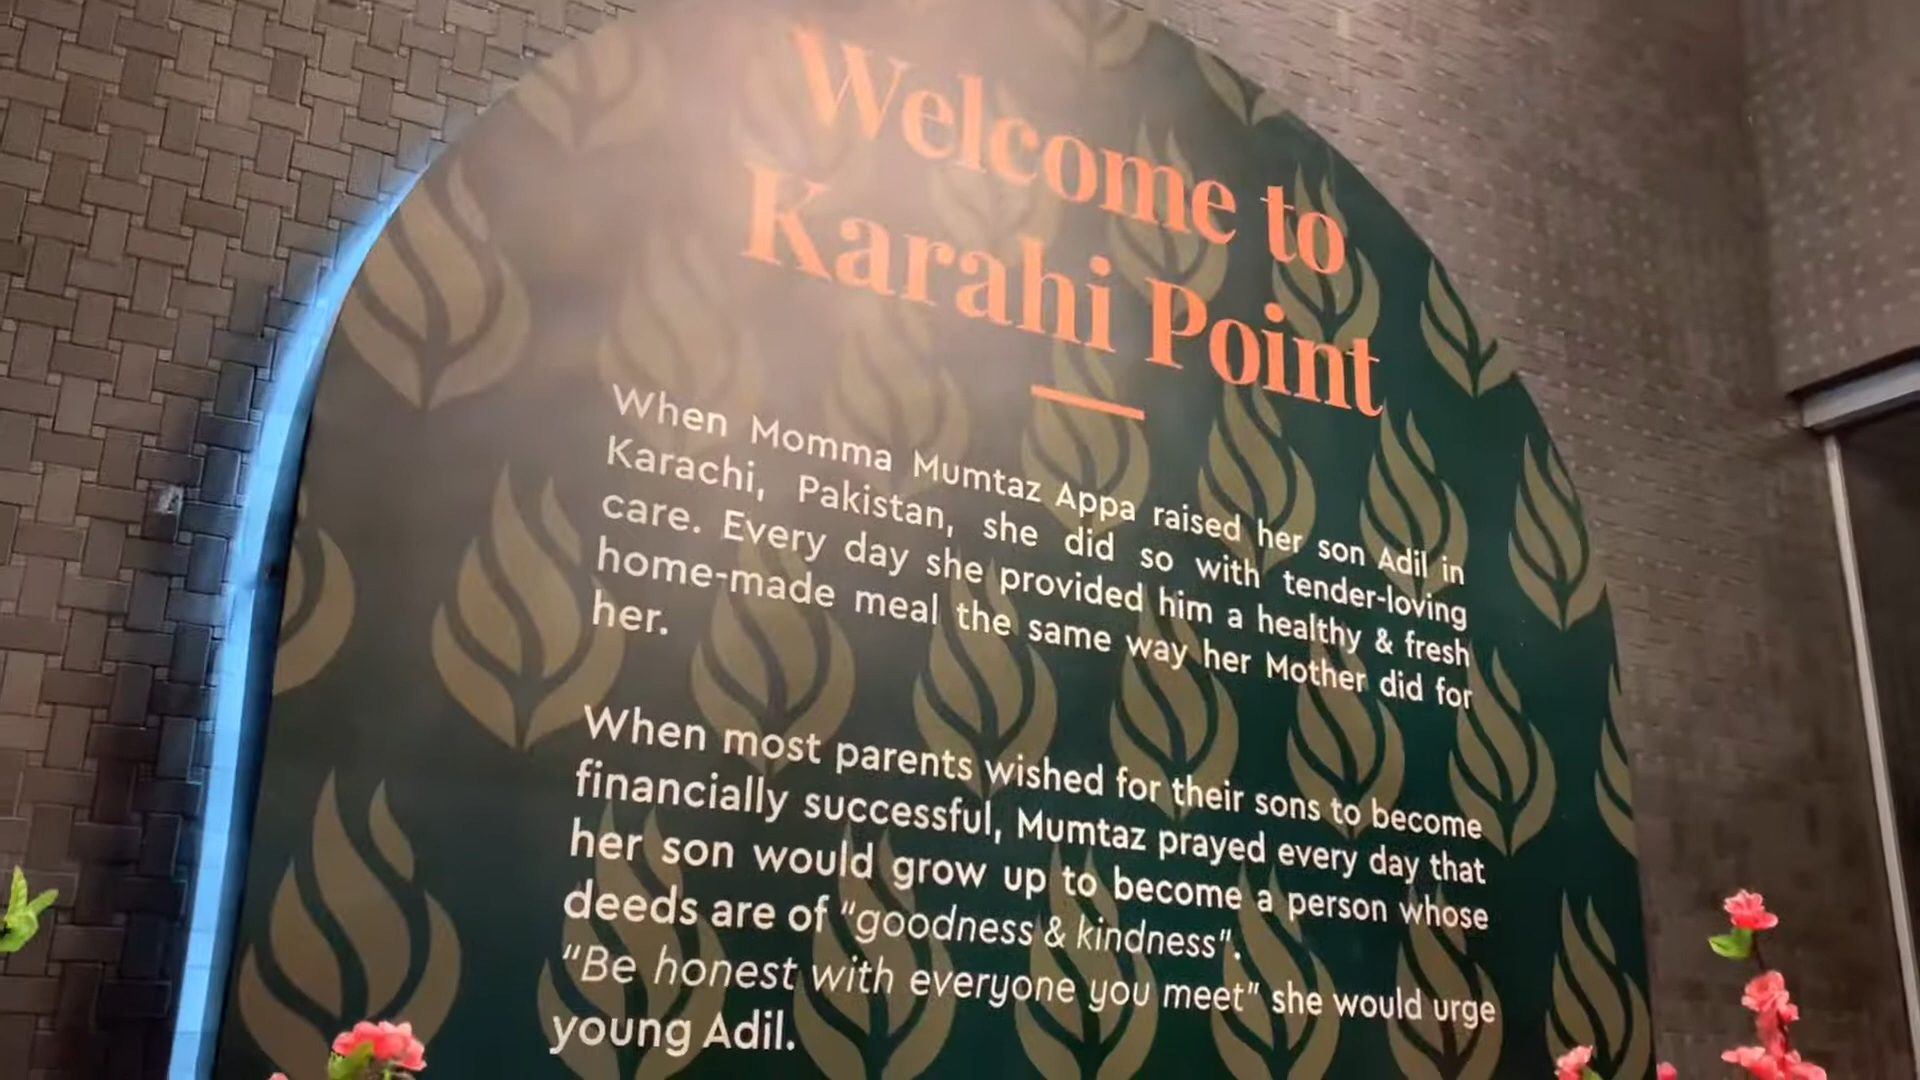 Welcome to
Karahi Point
When Momma Mumtaz Appa raised her son Adil in
Karachi, Pakistan, she did so with tender-loving
care. Every day she provided him a healthy & fresh
home-made meal the same way her Mother did for
her.
When most parents wished for their sons to become
financially successful, Mumtaz prayed every day that
her son would grow up to become a person whose
deeds are of "goodness & kindness".
"Be honest with everyone you meet" she would urge
young Adil.